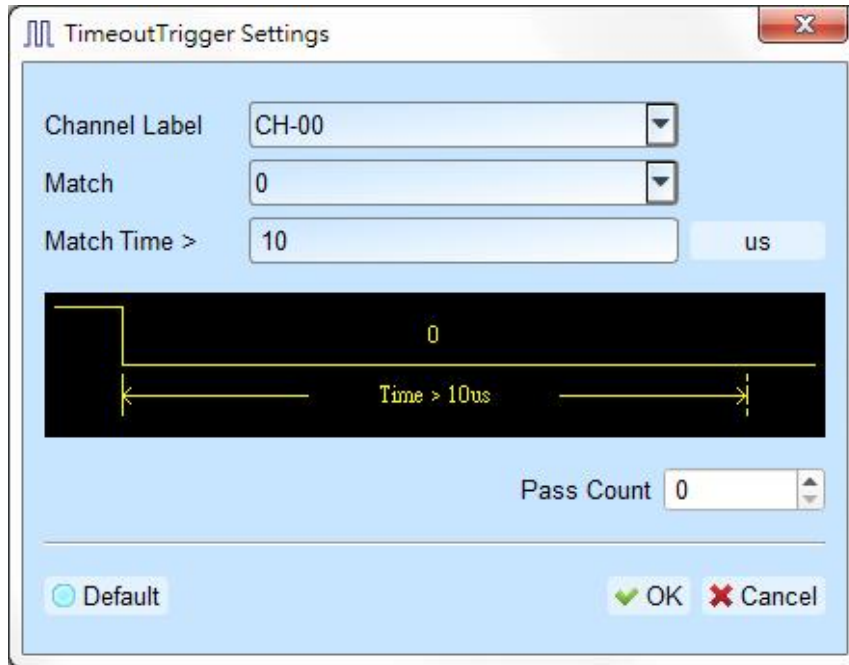 TimeoutTrigger Settings
Channel Label CH-00
Match 0
Match Time > 10 us
0
Time > 10us
Pass Count 0
Default OK Cancel